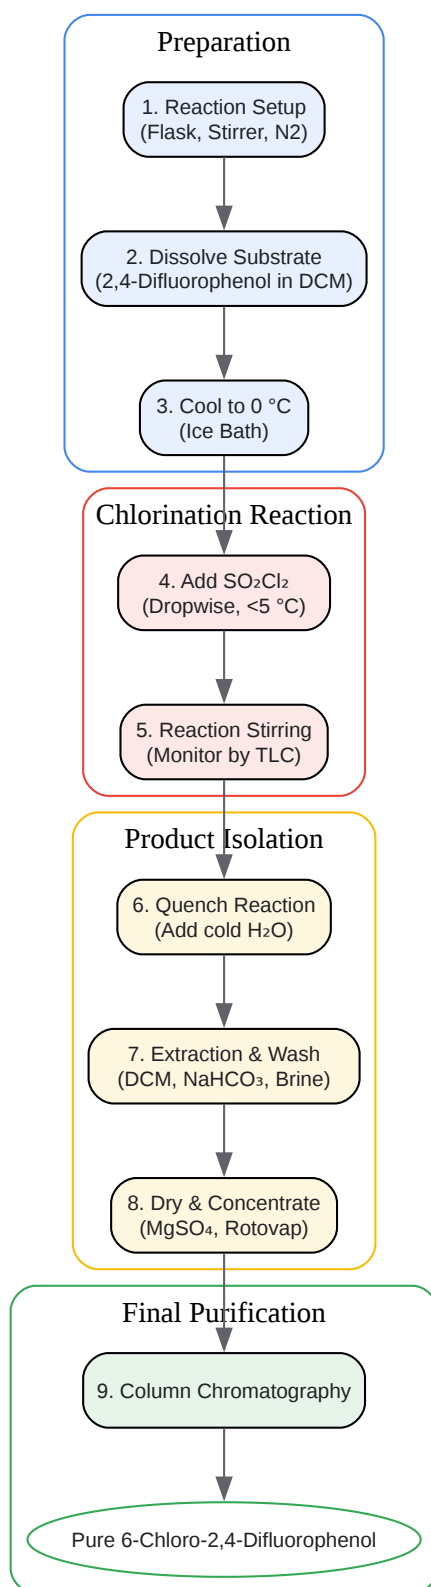 Preparation
1. Reaction Setup
(Flask, Stirrer, N2)
2. Dissolve Substrate
(2,4-Difluorophenol in DCM)
3. Cool to 0 °C
(Ice Bath)
Chlorination Reaction
4. Add SO₂Cl₂
(Dropwise, <5 °C)
5. Reaction Stirring
(Monitor by TLC)
Product Isolation
6. Quench Reaction
(Add cold H₂O)
7. Extraction & Wash
(DCM, NaHCO₃, Brine)
8. Dry & Concentrate
(MgSO₄, Rotovap)
Final Purification
9. Column Chromatography
Pure 6-Chloro-2,4-Difluorophenol